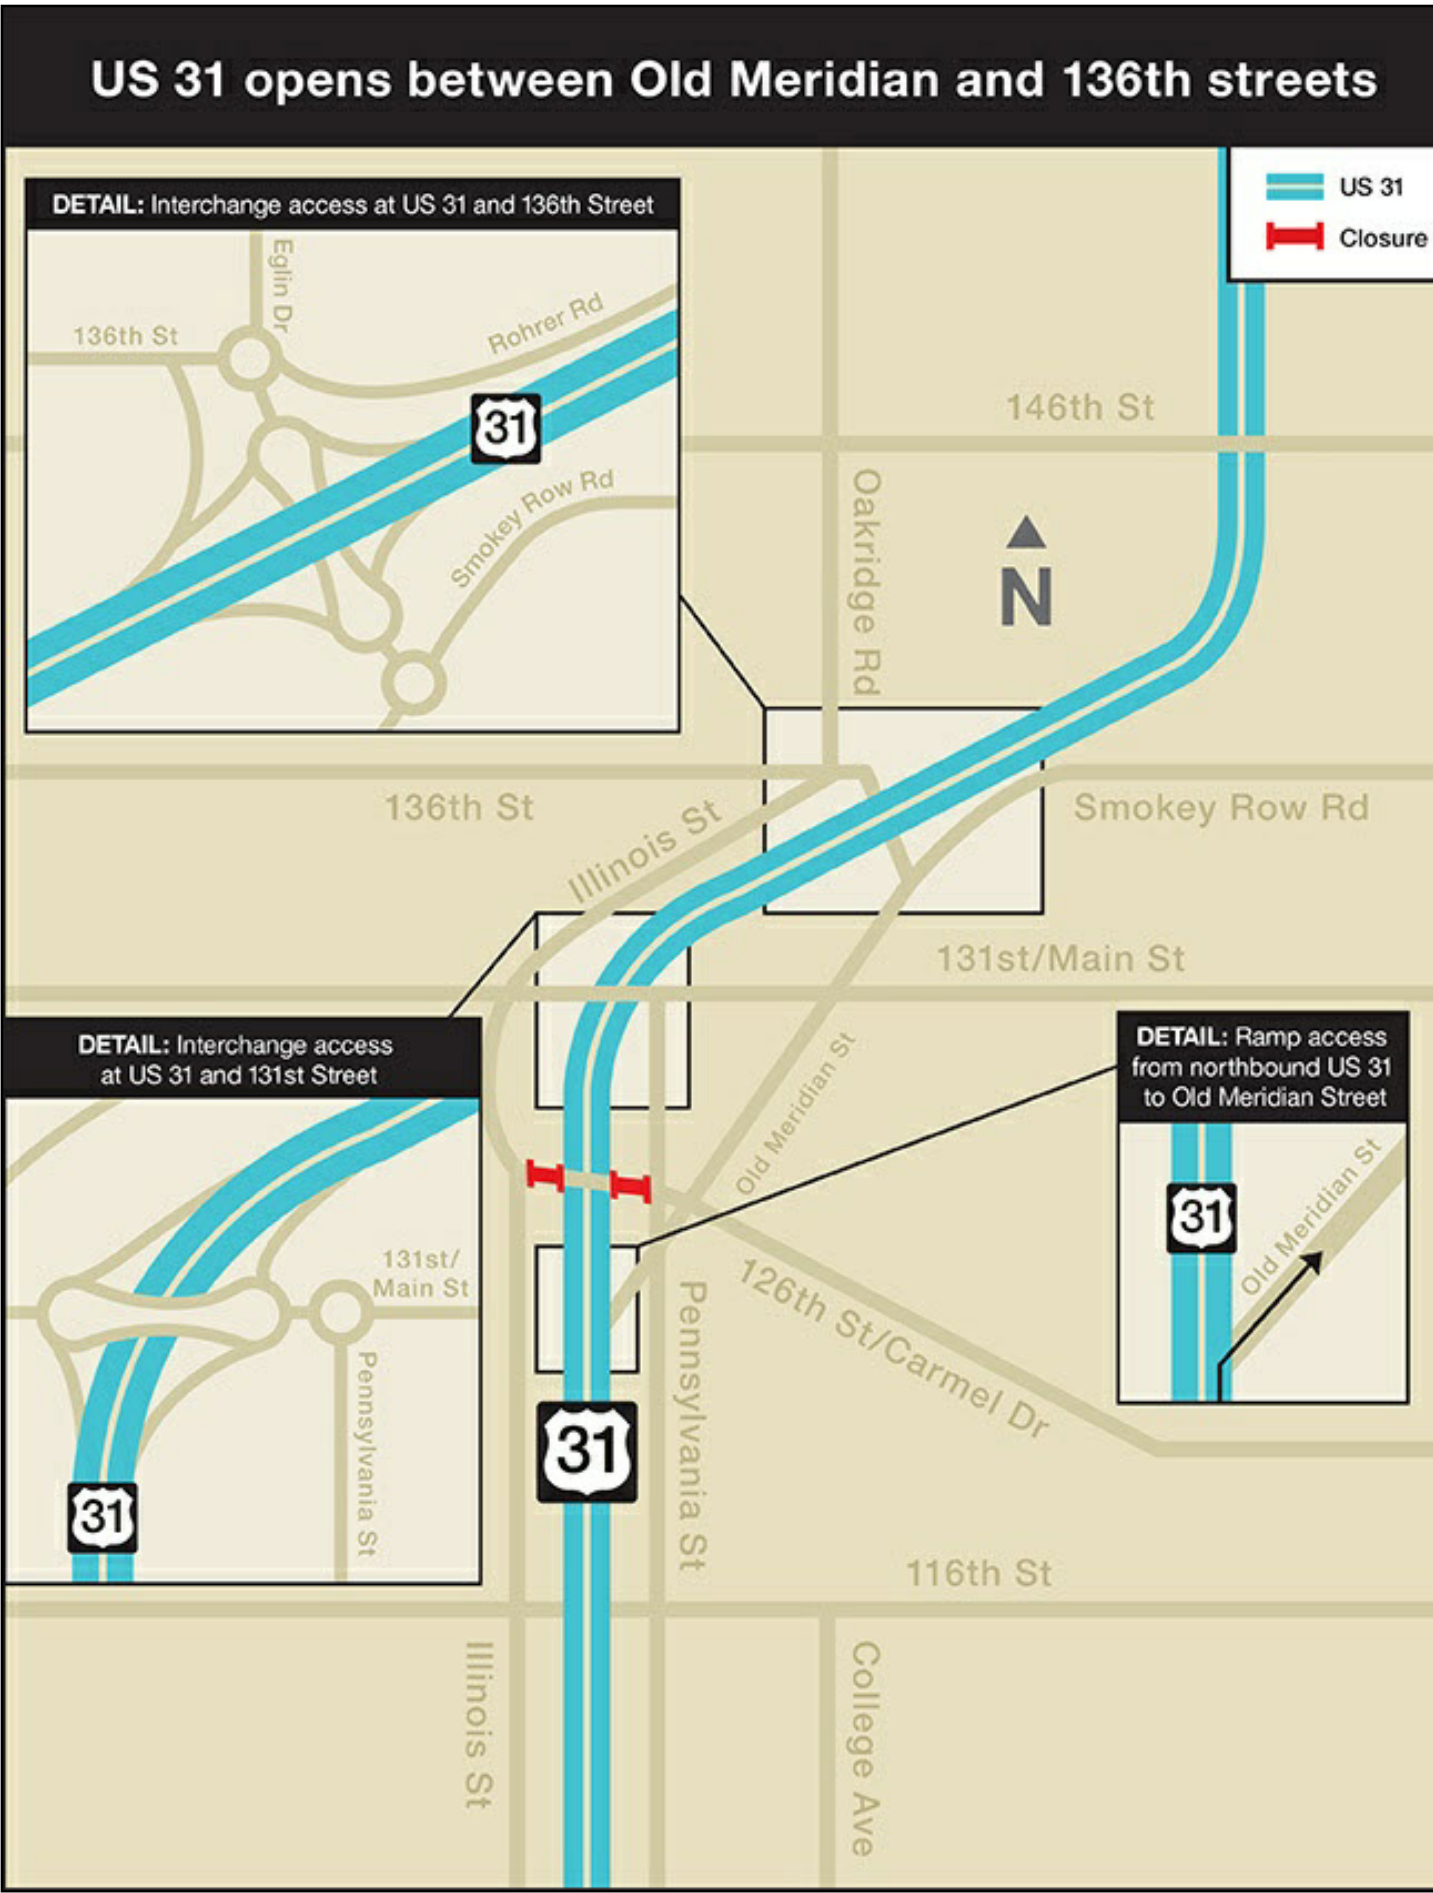 US 31 opens between Old Meridian and 136th streets
US 31
Closure
DETAIL: Interchange access at US 31 and 136th Street
Eglin Dr
136th St
Rohrer Rd
31
Smokey Row Rd
146th St
Oakridge Rd
N
136th St
Illinois St
Smokey Row Rd
131st/Main St
DETAIL: Interchange access
at US 31 and 131st Street
131st/
Main St
Pennsylvania St
31
DETAIL: Ramp access
from northbound US 31
to Old Meridian Street
Old Meridian St
31
Old Meridian St
126th St/Carmel Dr
Pennsylvania St
31
116th St
Illinois St
College Ave